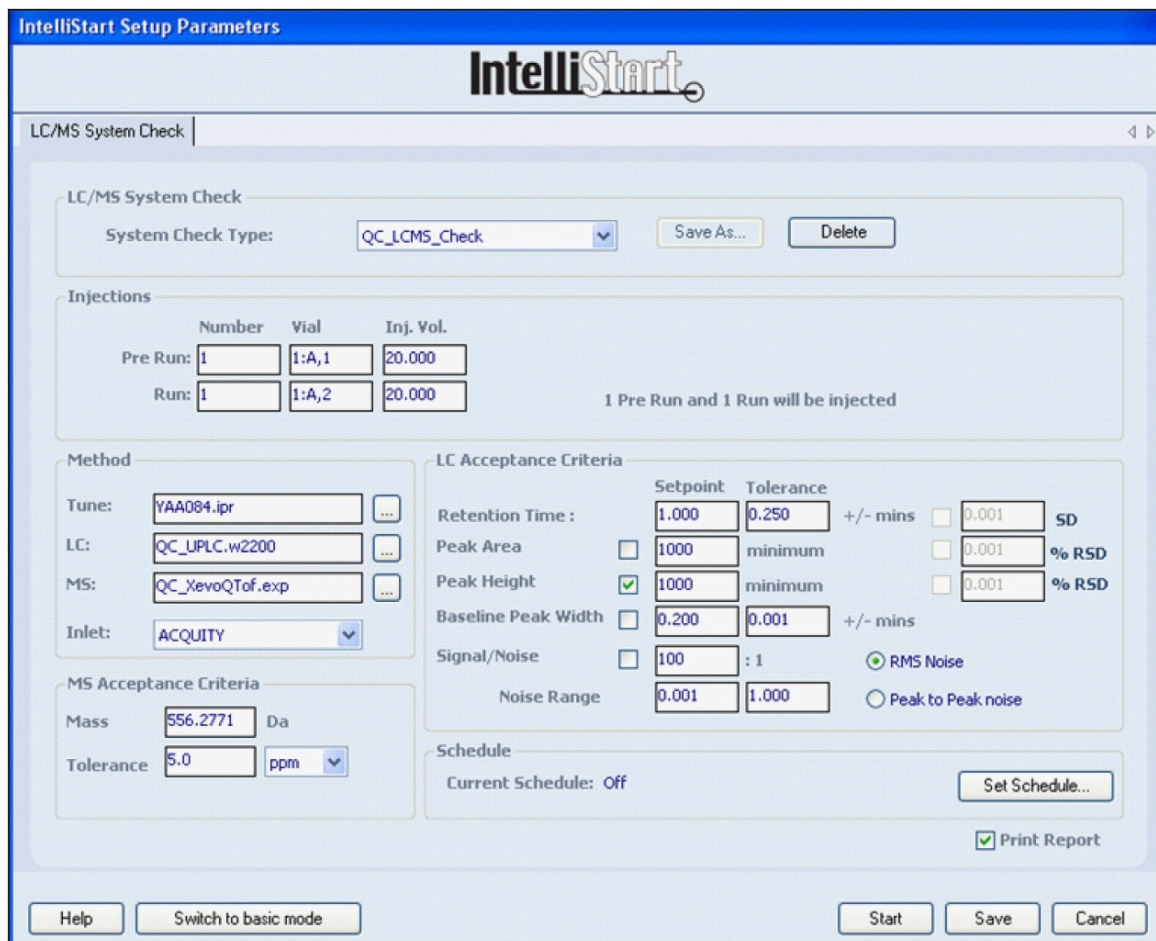 IntelliStart Setup Parameters
IntelliStart
LC/MS System Check
LC/MS System Check
System Check Type: QC_LCMS_Check Save As... Delete
Injections
Number Vial Inj. Vol.
Pre Run: 1 1:A,1 20.000
Run: 1 1:A,2 20.000 1 Pre Run and 1 Run will be injected
Method
Tune: YAA084.ipr ...
LC: QC_UPLC.w2200 ...
MS: QC_XevoQTof.exp ...
Inlet: ACQUITY
MS Acceptance Criteria
Mass 556.2771 Da
Tolerance 5.0 ppm
LC Acceptance Criteria
Setpoint Tolerance
Retention Time : 1.000 0.250 +/- mins 0.001 SD
Peak Area 1000 minimum 0.001 % RSD
Peak Height 1000 minimum 0.001 % RSD
Baseline Peak Width 0.200 0.001 +/- mins
Signal/Noise 100 : 1 RMS Noise
Noise Range 0.001 1.000 Peak to Peak noise
Schedule
Current Schedule: Off Set Schedule...
Print Report
Help Switch to basic mode Start Save Cancel